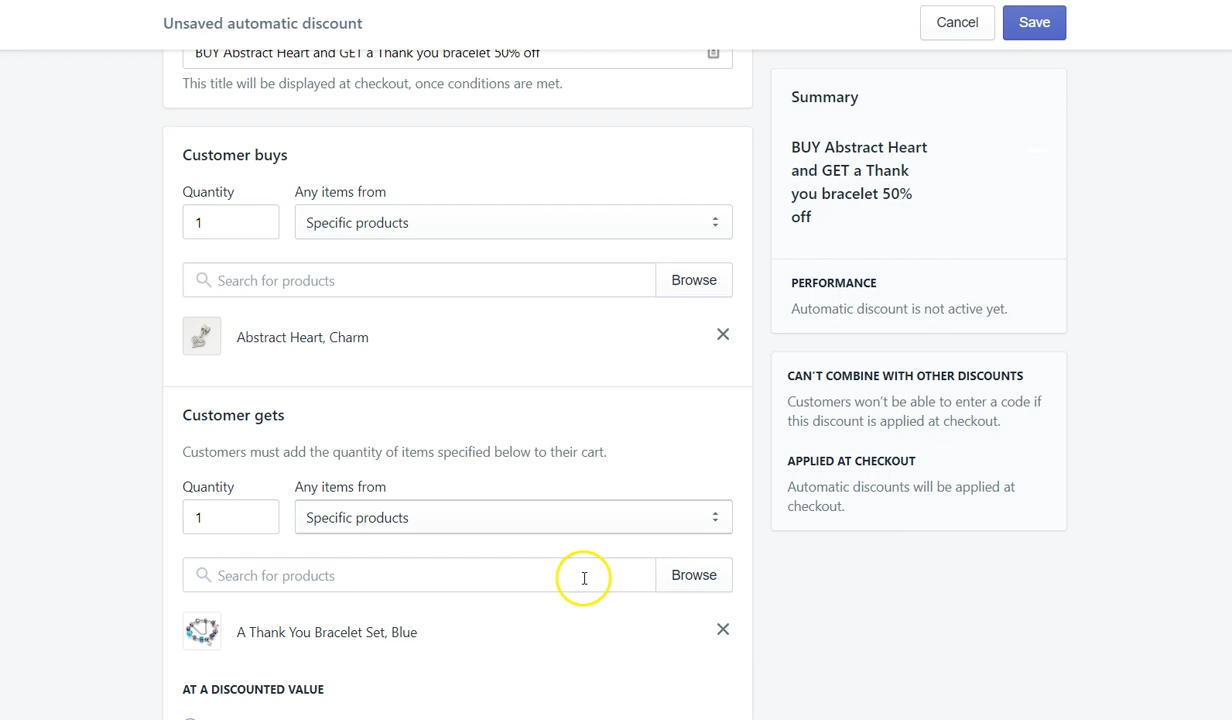 Unsaved automatic discount
Cancel
Save
BUY Abstract Heart and GET a Thank you bracelet 50% off
This title will be displayed at checkout, once conditions are met.
Customer buys
Quantity
Any items from
1
Specific products
Search for products
Browse
Abstract Heart, Charm
Customer gets
Customers must add the quantity of items specified below to their cart.
Quantity
Any items from
1
Specific products
Search for products
Browse
A Thank You Bracelet Set, Blue
AT A DISCOUNTED VALUE
Summary
BUY Abstract Heart
and GET a Thank
you bracelet 50%
off
PERFORMANCE
Automatic discount is not active yet.
CAN'T COMBINE WITH OTHER DISCOUNTS
Customers won't be able to enter a code if
this discount is applied at checkout.
APPLIED AT CHECKOUT
Automatic discounts will be applied at
checkout.